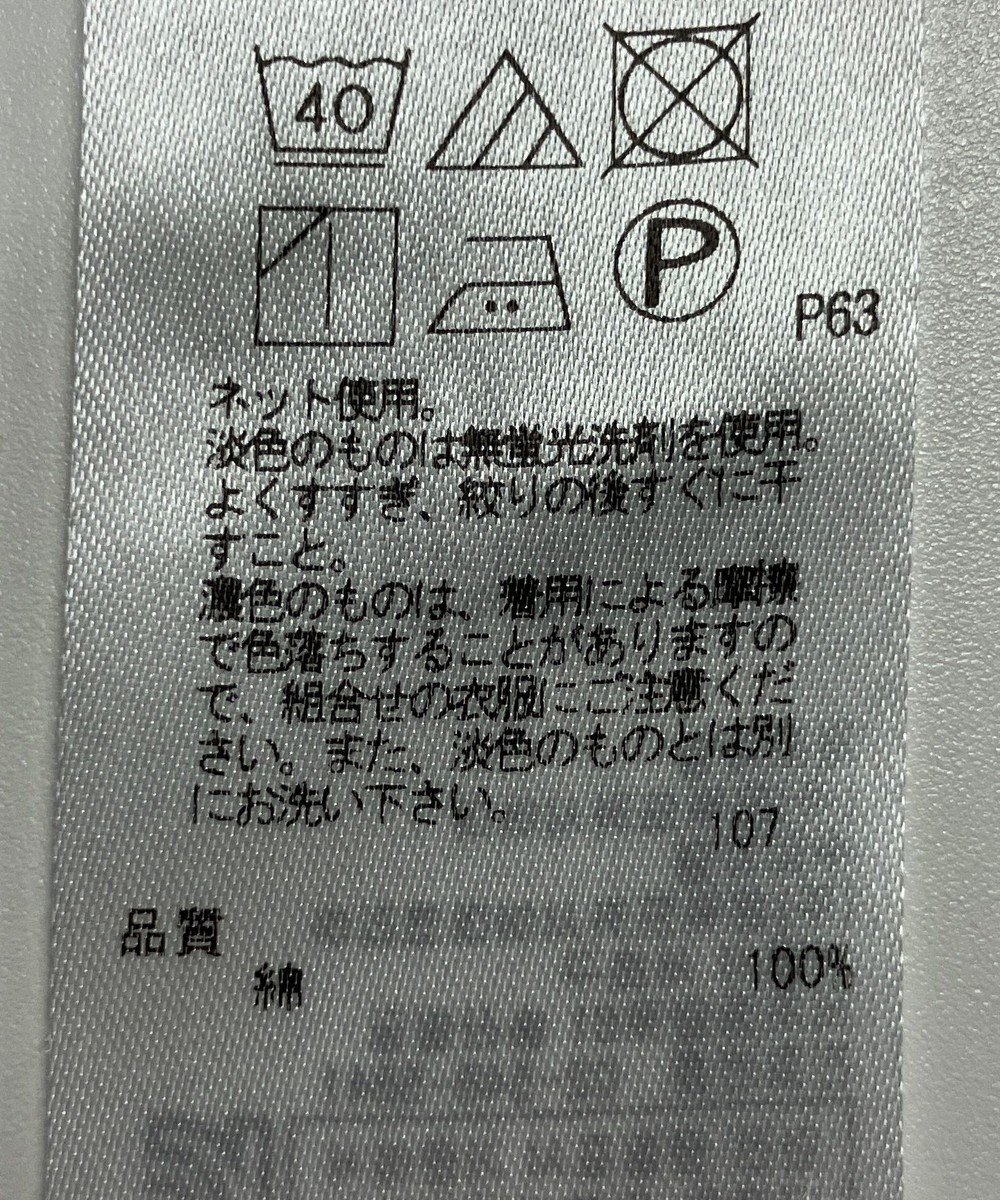 40
P
P63
ネット使用。
淡色のものは無蛍光洗剤を使用。
よくすすぎ、絞りの後すぐに干
すこと。
濃色のものは、着用による摩擦
で色落ちすることがありますの
で、組合せの衣服にご注意くだ
さい。また、淡色のものとは別
にお洗い下さい。
107
品質
綿 100%